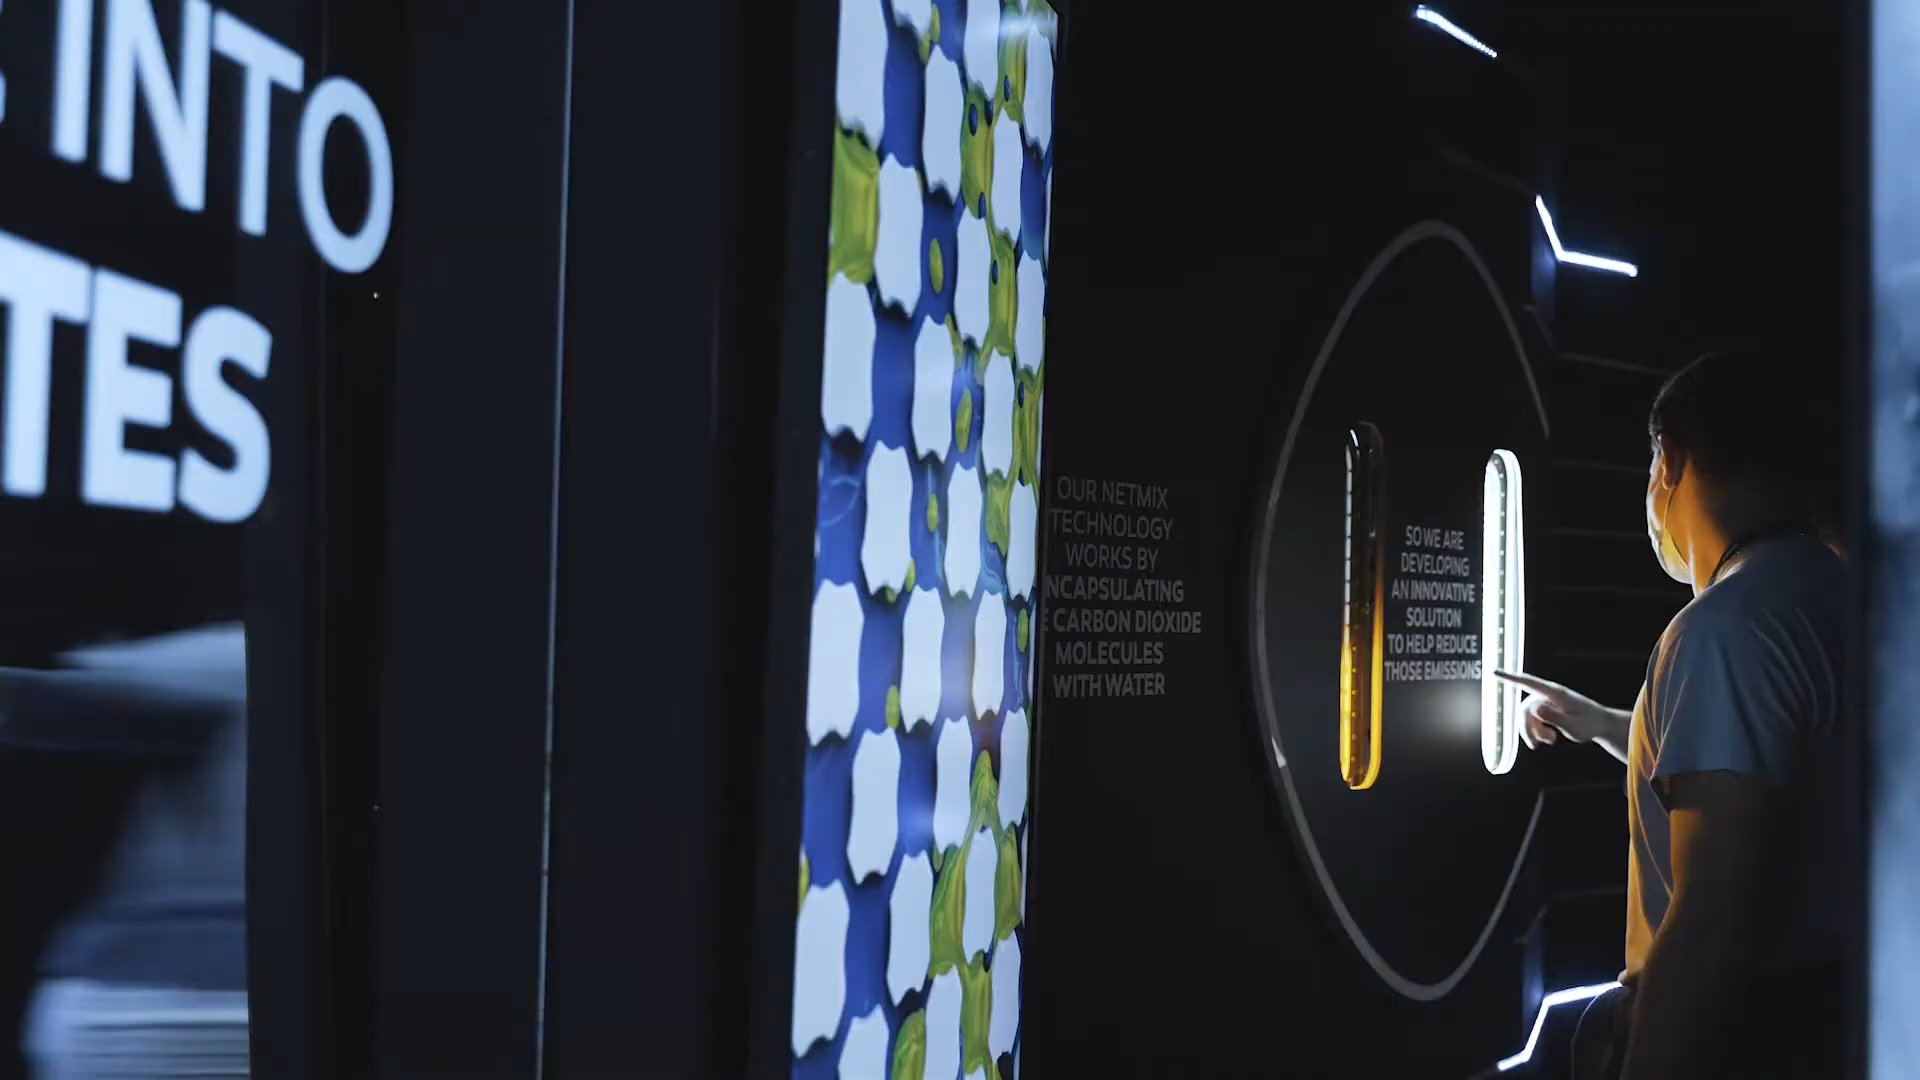 INTO
TES
OUR NETMIX
TECHNOLOGY
WORKS BY
NCAPSULATING
E CARBON DIOXIDE
MOLECULES
WITH WATER
SO WE ARE
DEVELOPING
AN INNOVATIVE
SOLUTION
TO HELP REDUCE
THOSE EMISSIONS